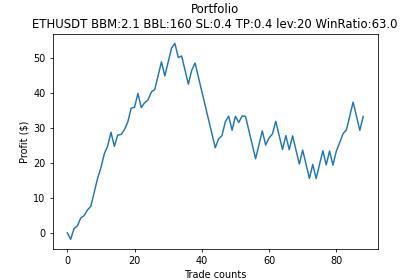 Portfolio
ETHUSDT BBM:2.1 BBL:160 SL:0.4 TP:0.4 lev:20 WinRatio:63.0
50
40
30
20
10
0
Profit ($)
0 20 40 60 80
Trade counts